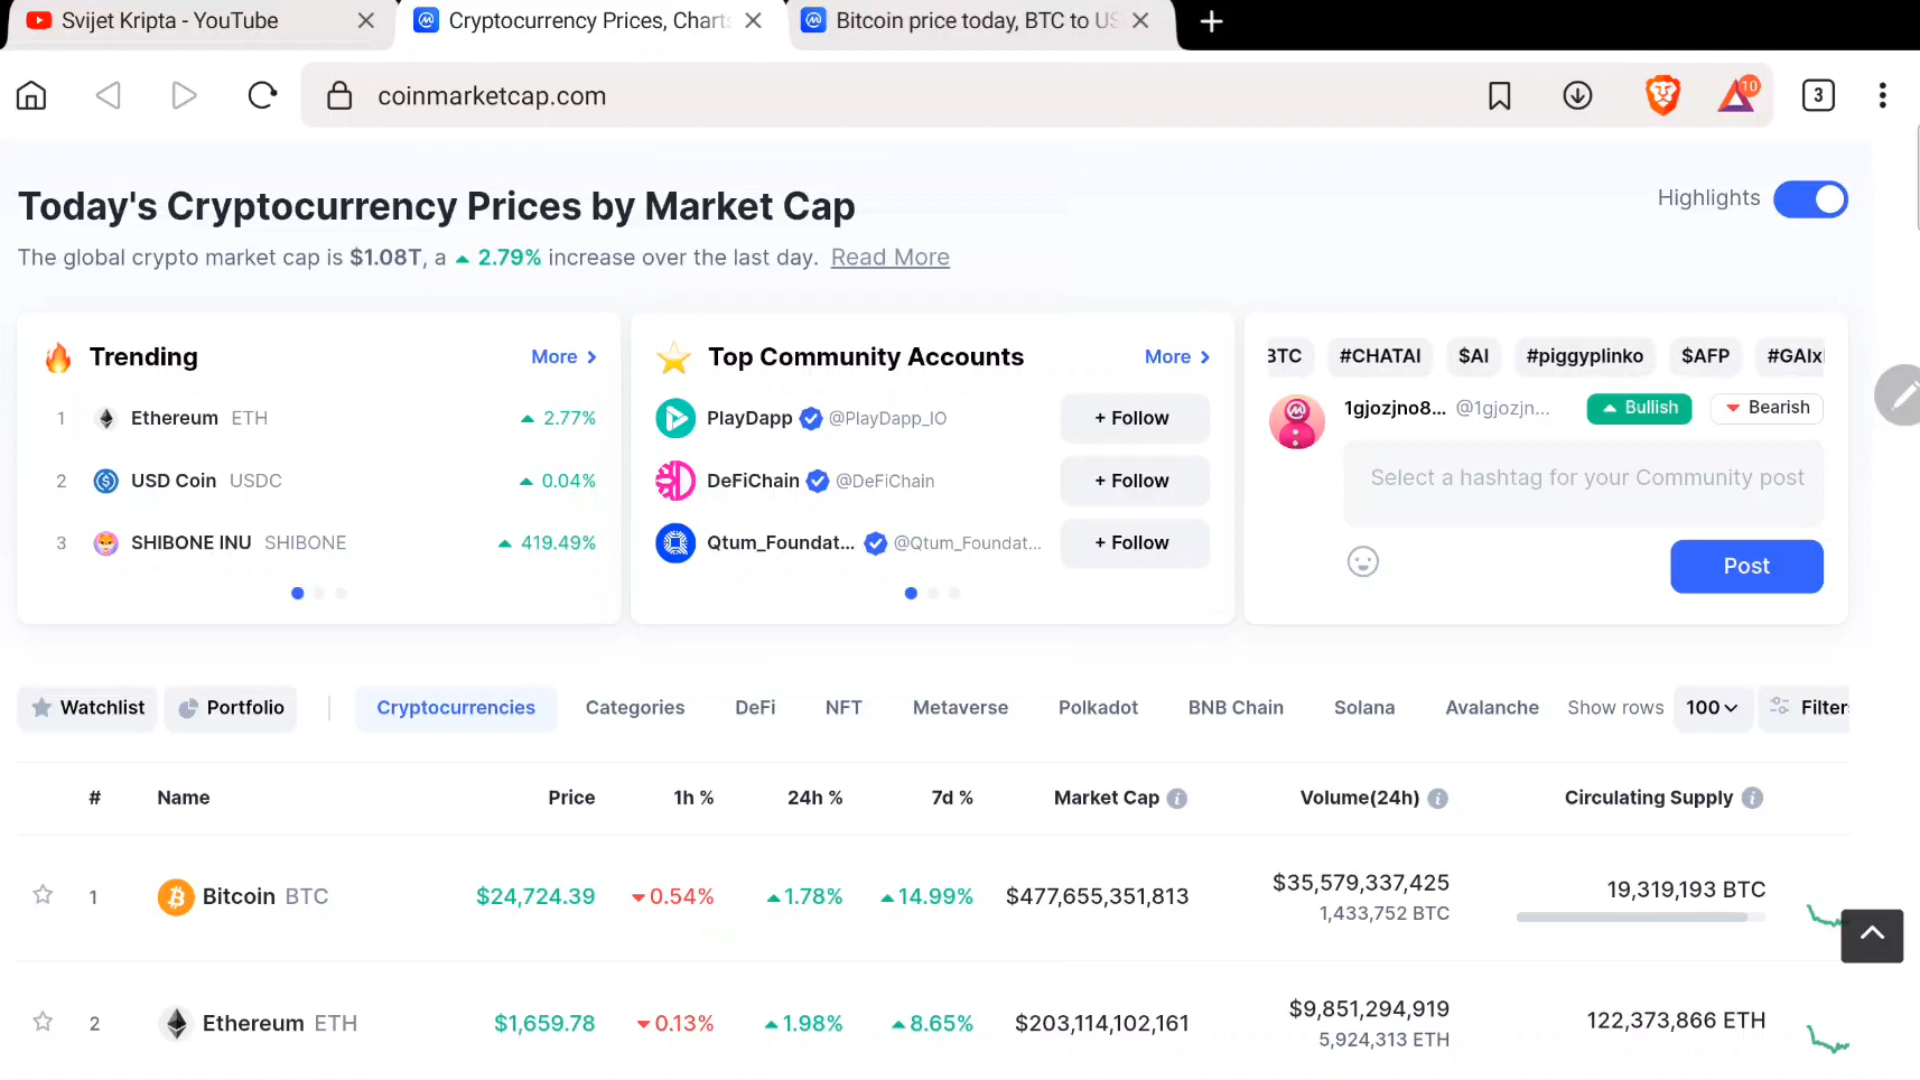 Svijet Kripta - YouTube
Cryptocurrency Prices, Chart
Bitcoin price today, BTC to US
coinmarketcap.com
10
3
Today's Cryptocurrency Prices by Market Cap
Highlights
The global crypto market cap is $1.08T, a 2.79% increase over the last day. Read More
Trending
More
1 Ethereum ETH 2.77%
2 USD Coin USDC 0.04%
3 SHIBONE INU SHIBONE 419.49%
Top Community Accounts
More
PlayDapp @PlayDapp_IO + Follow
DeFiChain @DeFiChain + Follow
Qtum_Foundat... @Qtum_Foundat... + Follow
BTC #CHATAI $AI #piggyplinko $AFP #GAIx
1gjozjno8... @1gjozjn... Bullish Bearish
Select a hashtag for your Community post
Post
Watchlist Portfolio Cryptocurrencies Categories DeFi NFT Metaverse Polkadot BNB Chain Solana Avalanche Show rows 100 Filter
# Name Price 1h % 24h % 7d % Market Cap Volume(24h) Circulating Supply
1 Bitcoin BTC $24,724.39 0.54% 1.78% 14.99% $477,655,351,813 $35,579,337,425 19,319,193 BTC
1,433,752 BTC
2 Ethereum ETH $1,659.78 0.13% 1.98% 8.65% $203,114,102,161 $9,851,294,919 122,373,866 ETH
5,924,313 ETH